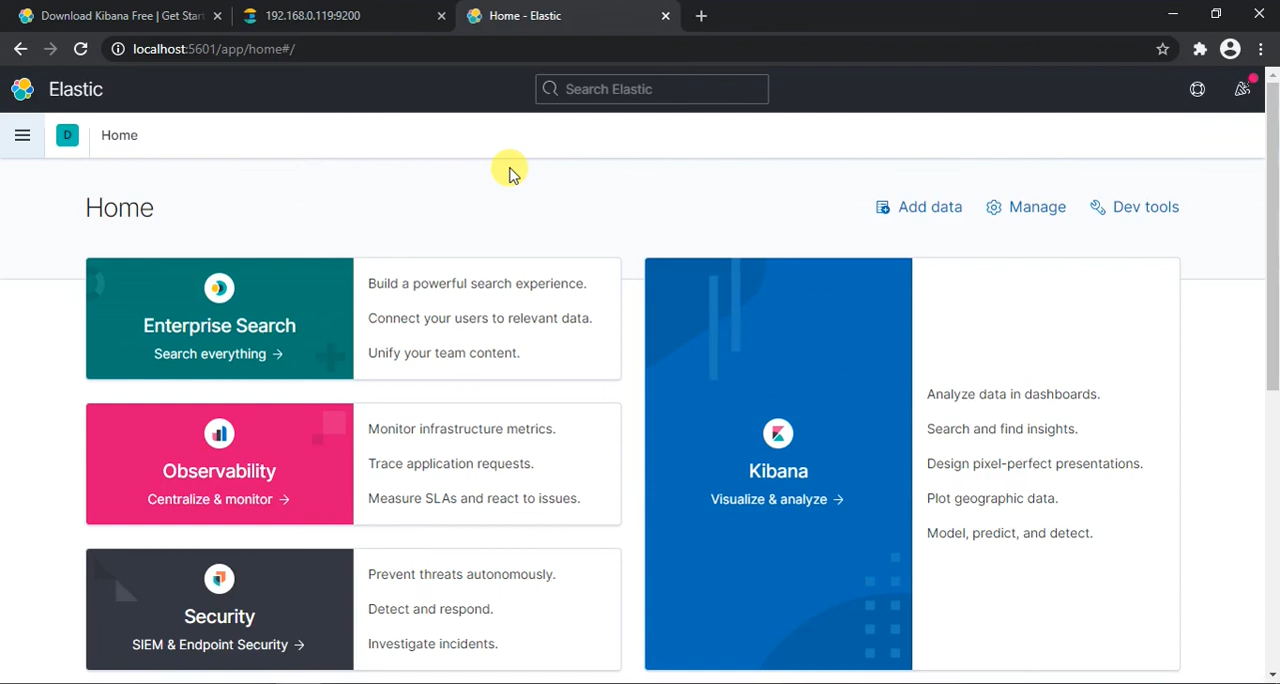 Download Kibana Free | Get Star
192.168.0.119:9200
Home - Elastic
localhost:5601/app/home#/
Elastic
Search Elastic
D
Home
Home
Add data
Manage
Dev tools
Enterprise Search
Search everything →
Build a powerful search experience.
Connect your users to relevant data.
Unify your team content.
Observability
Centralize & monitor →
Monitor infrastructure metrics.
Trace application requests.
Measure SLAs and react to issues.
Security
SIEM & Endpoint Security →
Prevent threats autonomously.
Detect and respond.
Investigate incidents.
Kibana
Visualize & analyze →
Analyze data in dashboards.
Search and find insights.
Design pixel-perfect presentations.
Plot geographic data.
Model, predict, and detect.